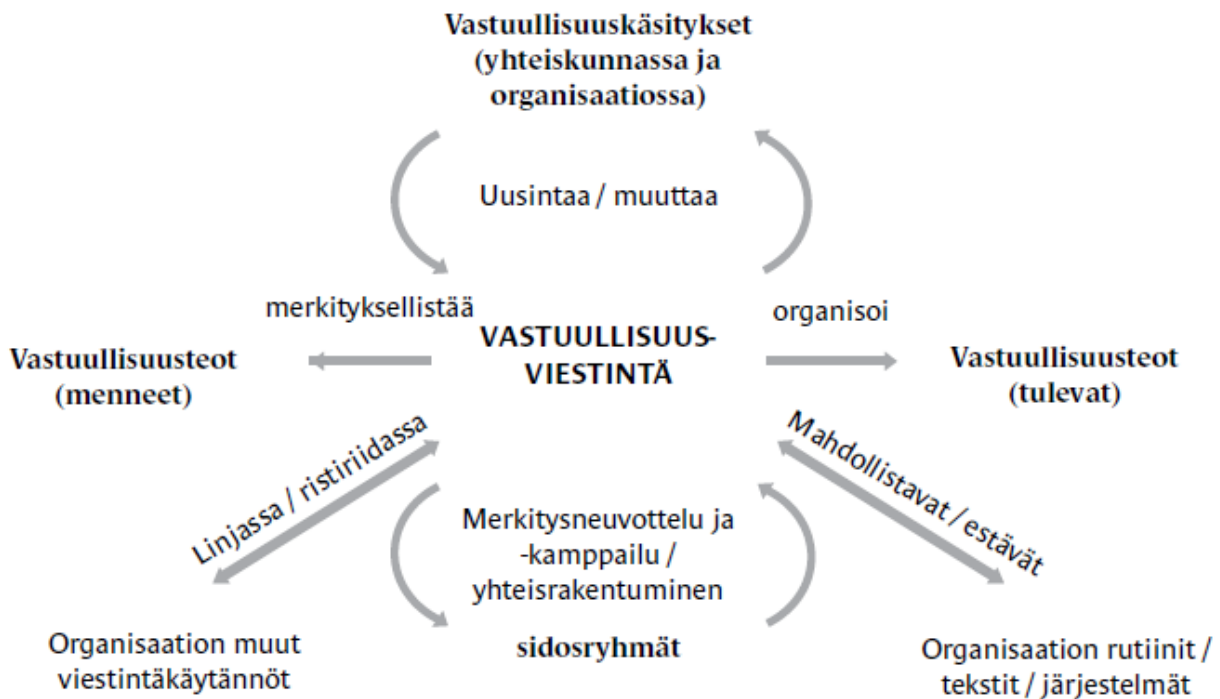 Vastuullisuuskäsitykset
(yhteiskunnassa ja
organisaatiossa)
Uusintaa / muuttaa
merkityksellistää
organisoi
VASTUULLISUUS-
VIESTINTÄ
Vastuullisuusteot
(menneet)
Vastuullisuusteot
(tulevat)
Linjassa / ristiriidassa
Mahdollistavat / estävät
Merkitysneuvottelu ja
-kamppailu /
yhteisrakentuminen
sidosryhmät
Organisaation muut
viestintäkäytännöt
Organisaation rutiinit /
tekstit / järjestelmät